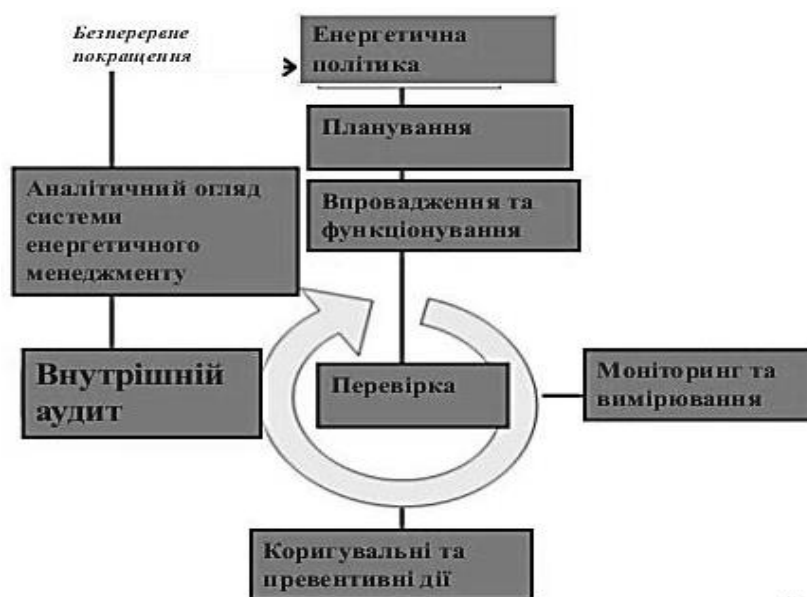 Безперервне
покращення
Енергетична
політика
Планування
Аналітичний огляд
системи
енергетичного
менеджменту
Впровадження та
функціонування
Внутрішній
аудит
Перевірка
Моніторинг та
вимірювання
Коригувальні та
превентивні дії